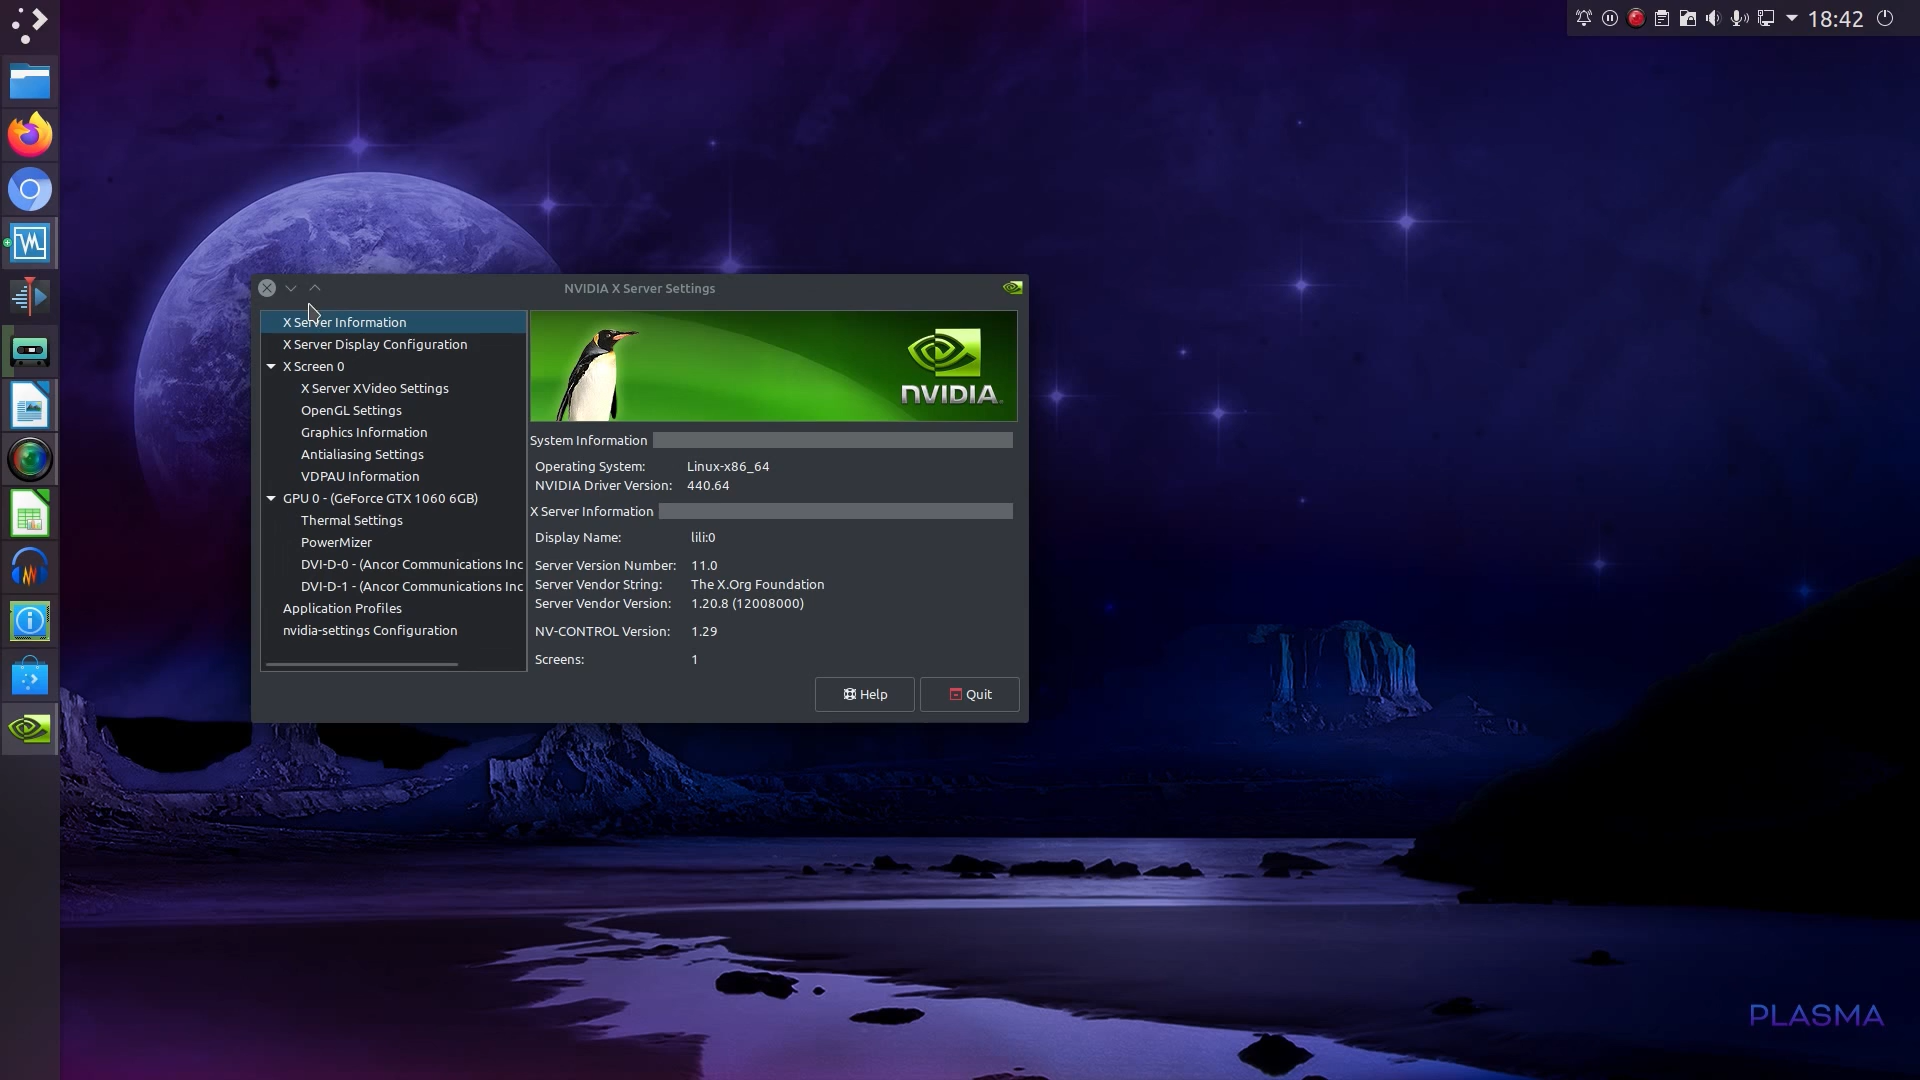 18:42
NVIDIA X Server Settings
X Server Information
X Server Display Configuration
X Screen 0
X Server XVideo Settings
OpenGL Settings
Graphics Information
Antialiasing Settings
VDPAU Information
GPU 0 - (GeForce GTX 1060 6GB)
Thermal Settings
PowerMizer
DVI-D-0 - (Ancor Communications Inc
DVI-D-1 - (Ancor Communications Inc
Application Profiles
nvidia-settings Configuration
NVIDIA.
System Information
Operating System: Linux-x86_64
NVIDIA Driver Version: 440.64
X Server Information
Display Name: lili:0
Server Version Number: 11.0
Server Vendor String: The X.Org Foundation
Server Vendor Version: 1.20.8 (12008000)
NV-CONTROL Version: 1.29
Screens: 1
Help
Quit
PLASMA